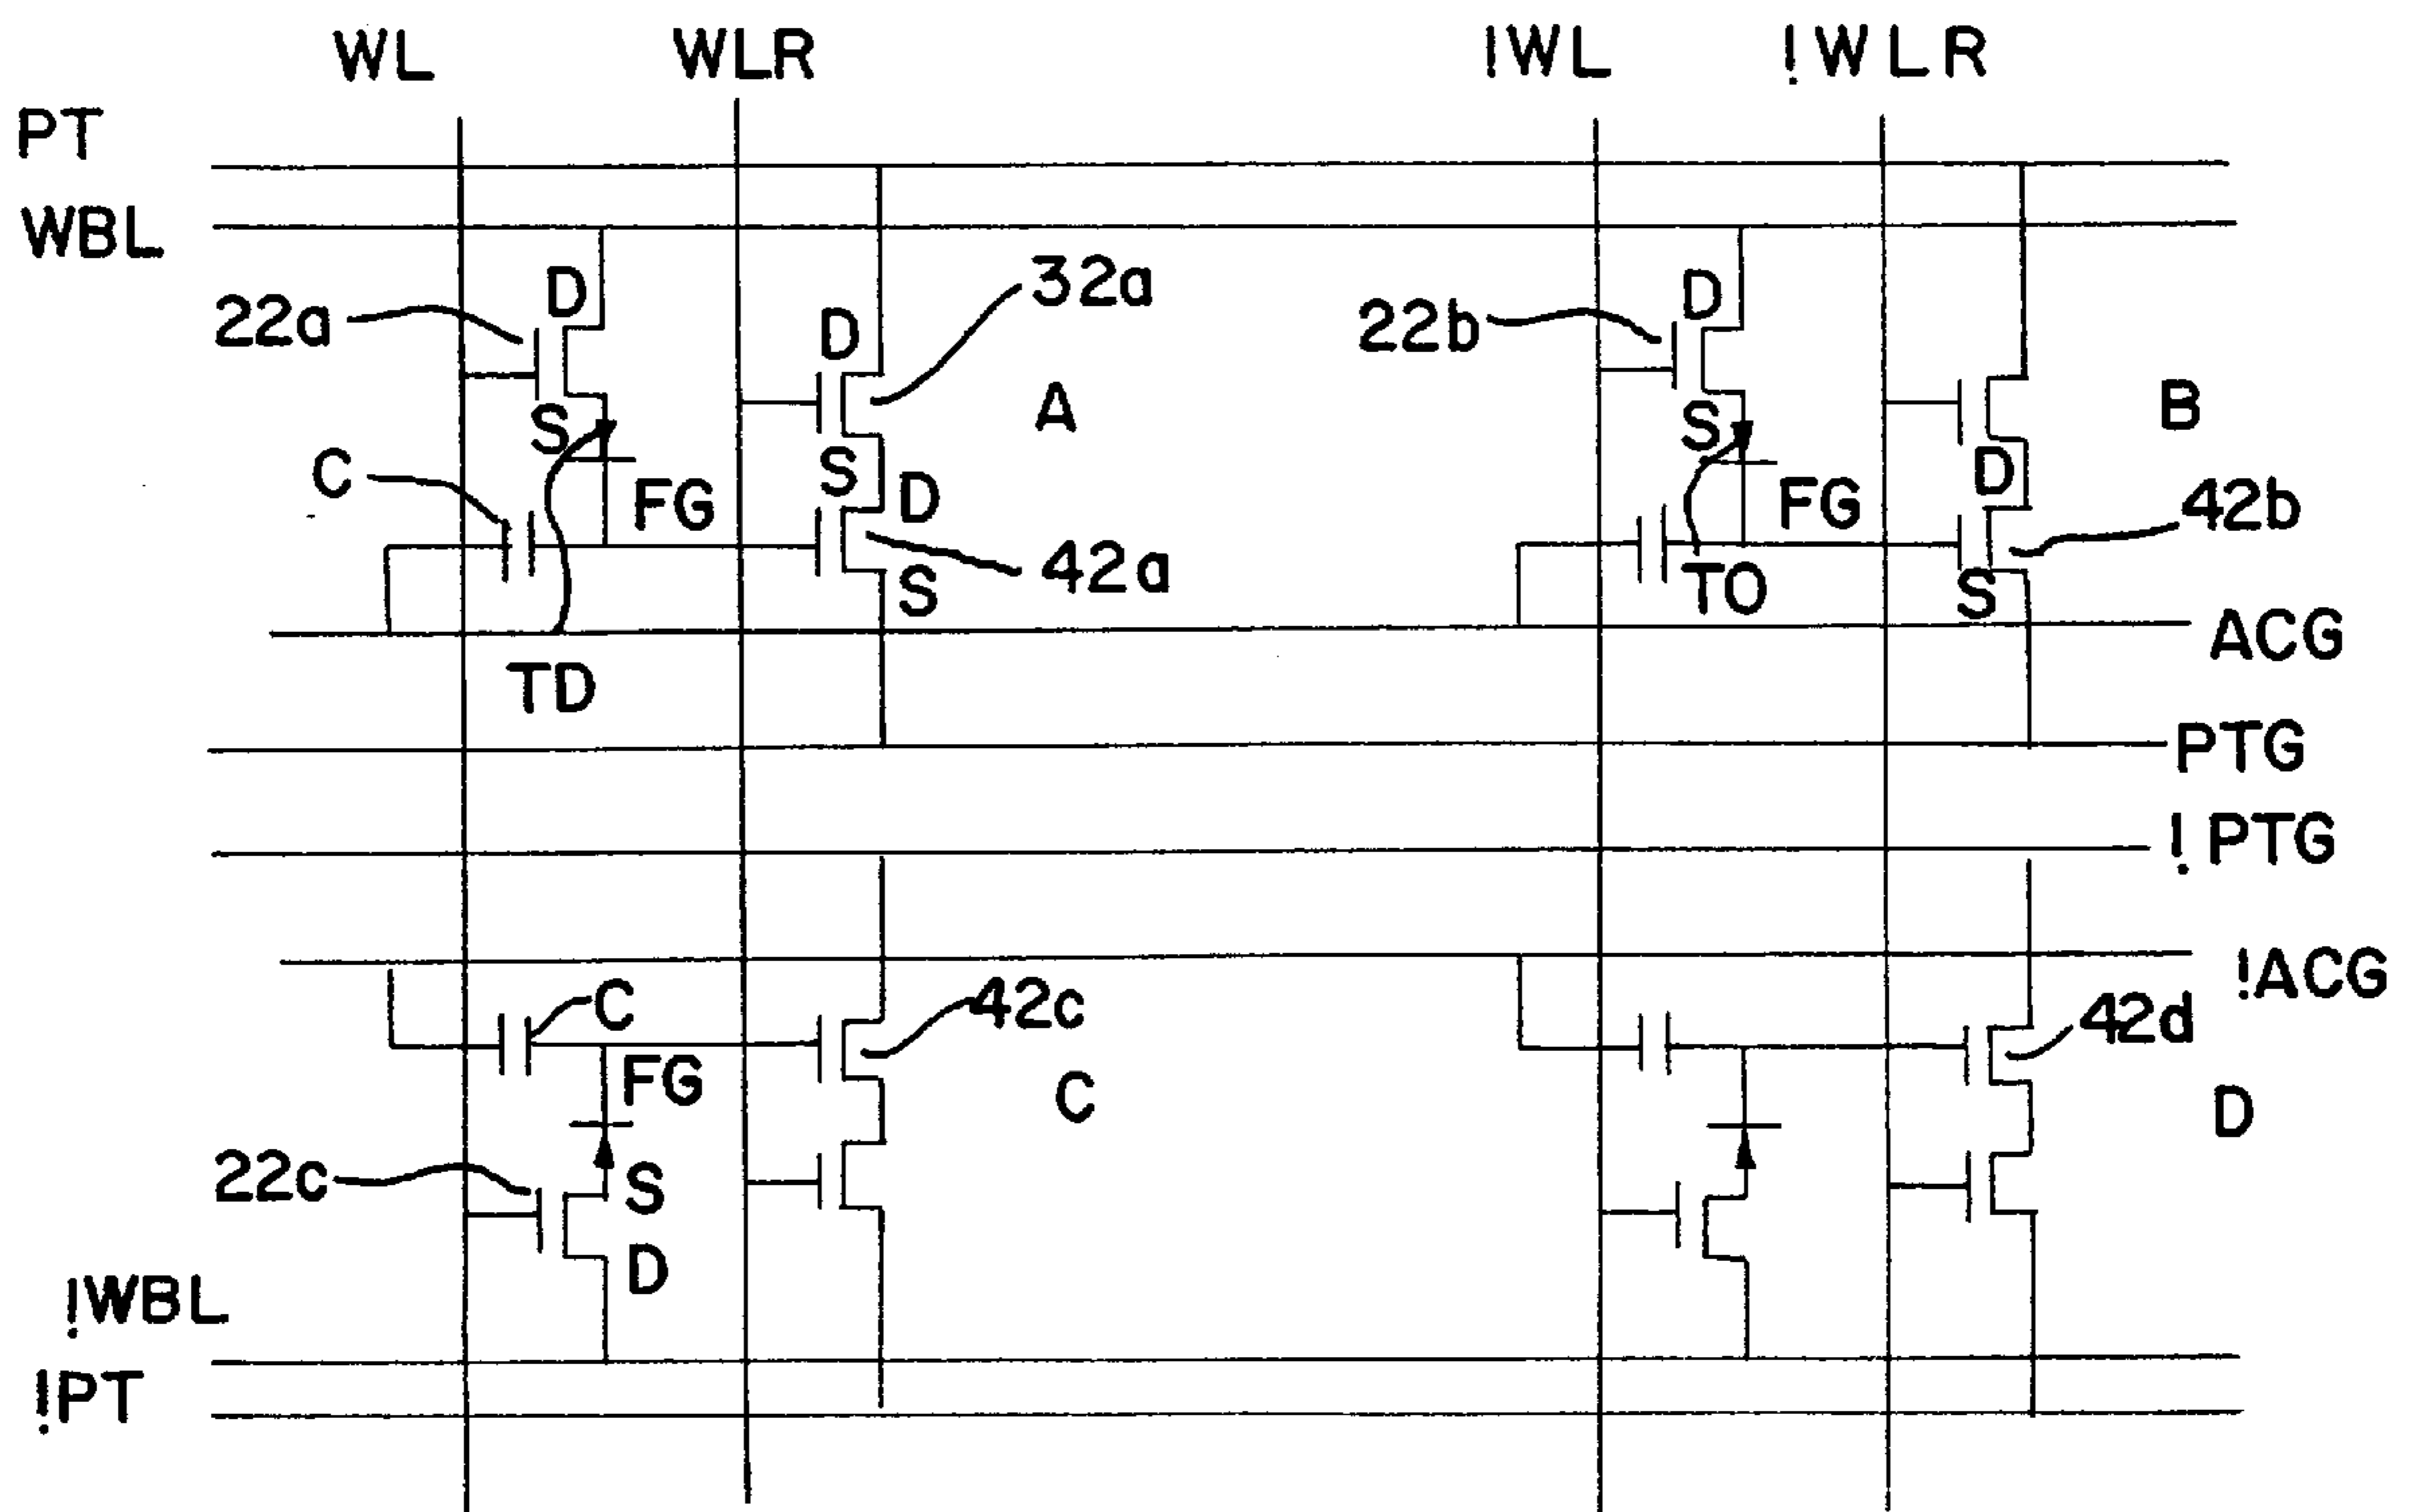 WL WLR !WL !WLR
PT
WBL
D 32a D
22a D 22b
A B
S S
C S D D
FG FG 42b
42a TO
S S
ACG
TD
PTG
!PTG
!ACG
C 42c 42d
FG
C D
22c S
D
!WBL
!PT